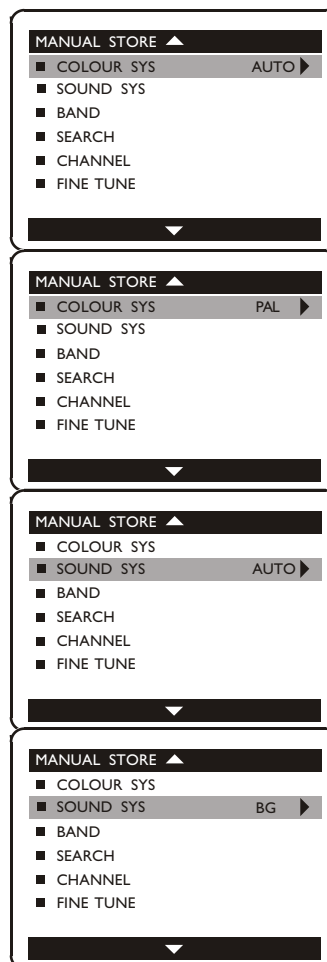 MANUAL STORE
COLOUR SYS AUTO
SOUND SYS
BAND
SEARCH
CHANNEL
FINE TUNE
MANUAL STORE
COLOUR SYS PAL
SOUND SYS
BAND
SEARCH
CHANNEL
FINE TUNE
MANUAL STORE
COLOUR SYS
SOUND SYS AUTO
BAND
SEARCH
CHANNEL
FINE TUNE
MANUAL STORE
COLOUR SYS
SOUND SYS BG
BAND
SEARCH
CHANNEL
FINE TUNE